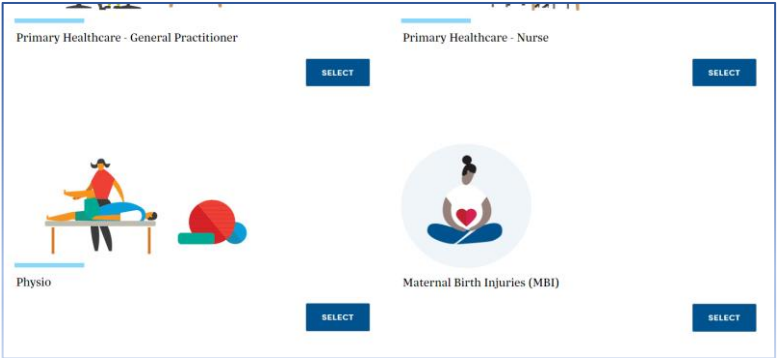 Primary Healthcare - General Practitioner
Primary Healthcare - Nurse
SELECT
SELECT
Physio
Maternal Birth Injuries (MBI)
SELECT
SELECT